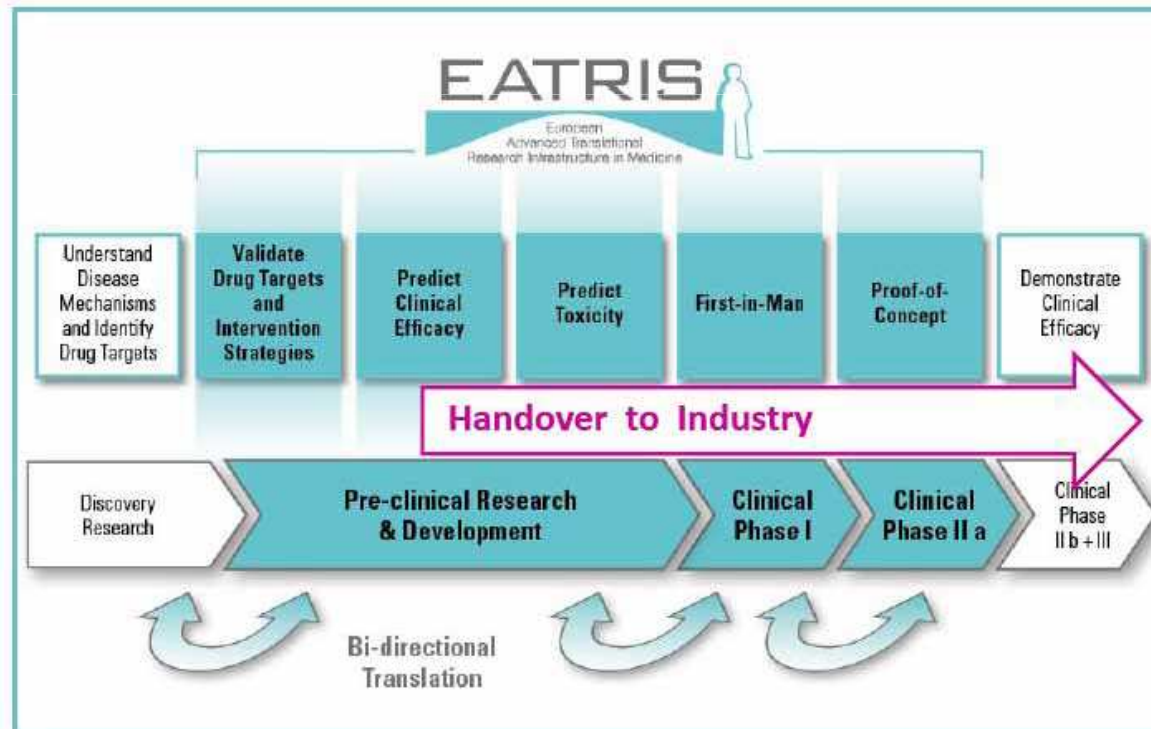 EATRIS
European
Advanced Translational
Research Infrastructure in Medicine
Understand
Disease
Mechanisms
and Identify
Drug Targets
Validate
Drug Targets
and
Intervention
Strategies
Predict
Clinical
Efficacy
Predict
Toxicity
First-in-Man
Proof-of-
Concept
Demonstrate
Clinical
Efficacy
Handover to Industry
Discovery
Research
Pre-clinical Research
& Development
Clinical
Phase I
Clinical
Phase II a
Clinical
Phase
II b + III
Bi-directional
Translation